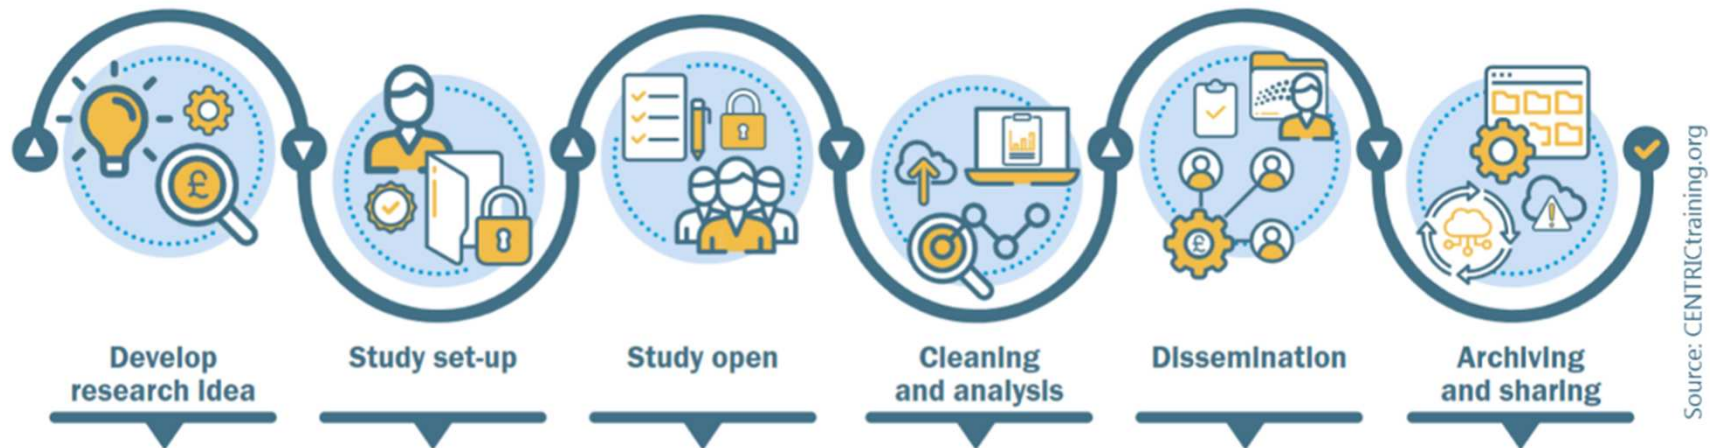 Develop
research idea
Study set-up
Study open
Cleaning
and analysis
Dissemination
Archiving
and sharing
Source: CENTRICtraining.org
£
£